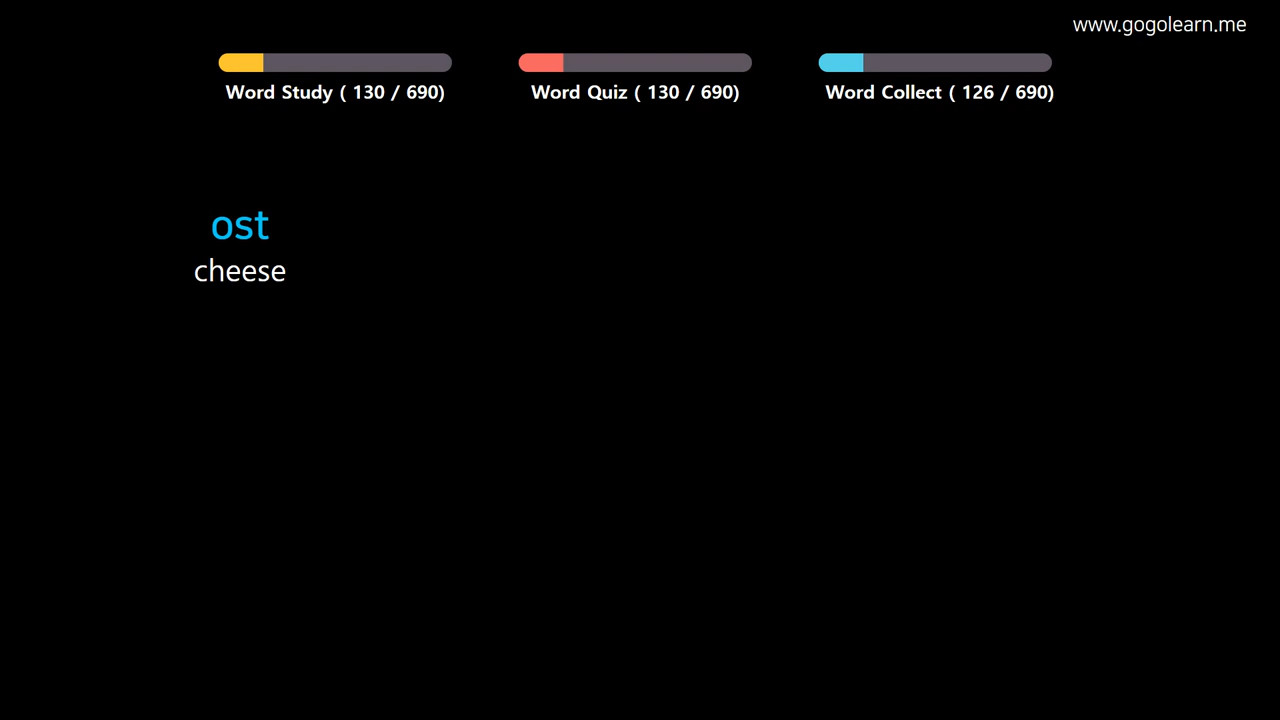 www.gogolearn.me
Word Study ( 130 / 690)
Word Quiz ( 130 / 690)
Word Collect ( 126 / 690)
ost
cheese